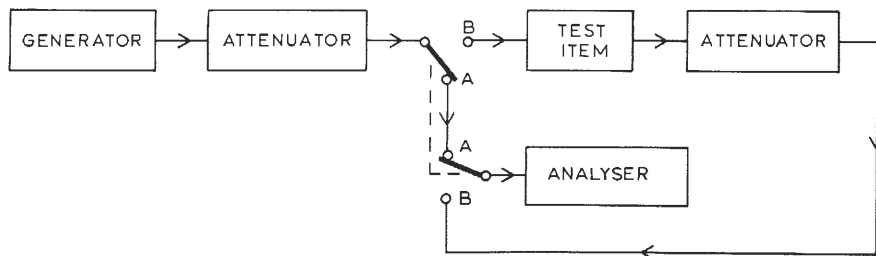 GENERATOR
ATTENUATOR
B
TEST
ITEM
ATTENUATOR
A
A
ANALYSER
B